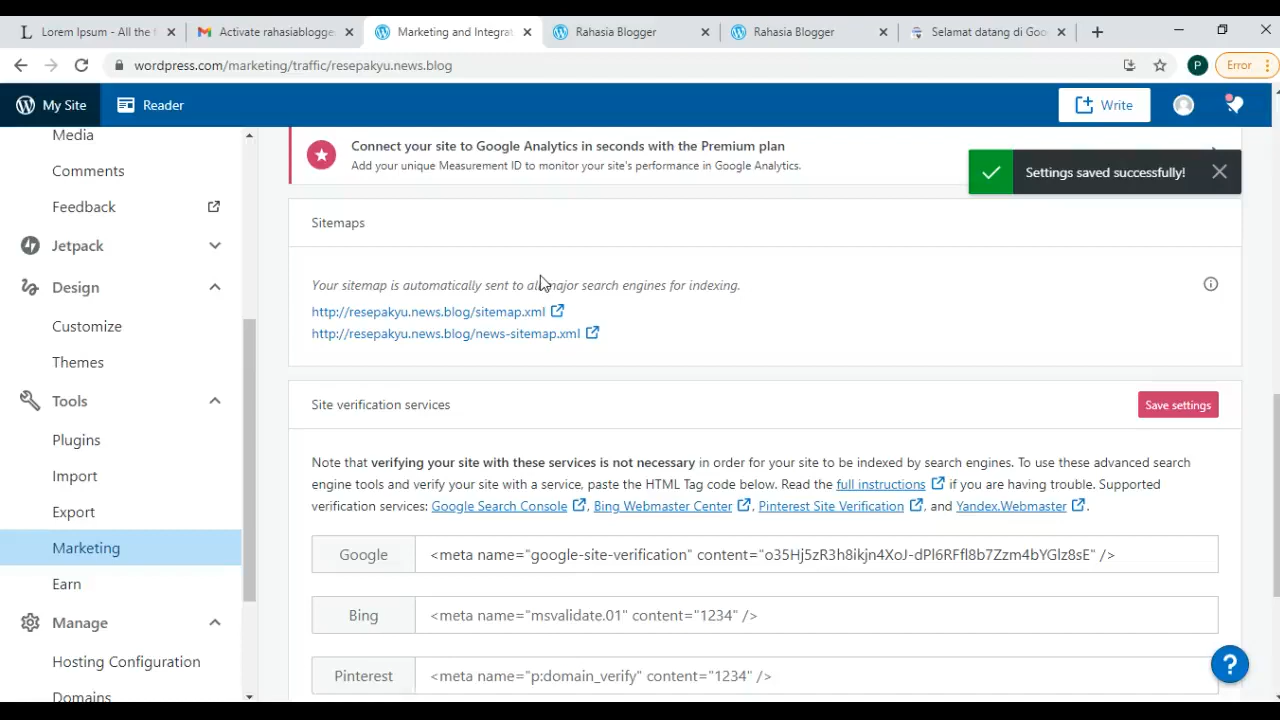 Lorem Ipsum - All the f
Activate rahasiablogge
Marketing and Integrat
Rahasia Blogger
Rahasia Blogger
Selamat datang di Goo
wordpress.com/marketing/traffic/resepakyu.news.blog
P
Error
My Site
Reader
Write
Media
Comments
Feedback
Jetpack
Design
Customize
Themes
Tools
Plugins
Import
Export
Marketing
Earn
Manage
Hosting Configuration
Domains
Connect your site to Google Analytics in seconds with the Premium plan
Add your unique Measurement ID to monitor your site's performance in Google Analytics.
Settings saved successfully!
Sitemaps
Your sitemap is automatically sent to all major search engines for indexing.
http://resepakyu.news.blog/sitemap.xml
http://resepakyu.news.blog/news-sitemap.xml
Site verification services
Save settings
Note that verifying your site with these services is not necessary in order for your site to be indexed by search engines. To use these advanced search
engine tools and verify your site with a service, paste the HTML Tag code below. Read the full instructions if you are having trouble. Supported
verification services: Google Search Console, Bing Webmaster Center, Pinterest Site Verification, and Yandex.Webmaster.
Google
<meta name="google-site-verification" content="o35Hj5zR3h8ikjn4XoJ-dPl6RFfl8b7Zzm4bYGlz8sE" />
Bing
<meta name="msvalidate.01" content="1234" />
Pinterest
<meta name="p:domain_verify" content="1234" />
?